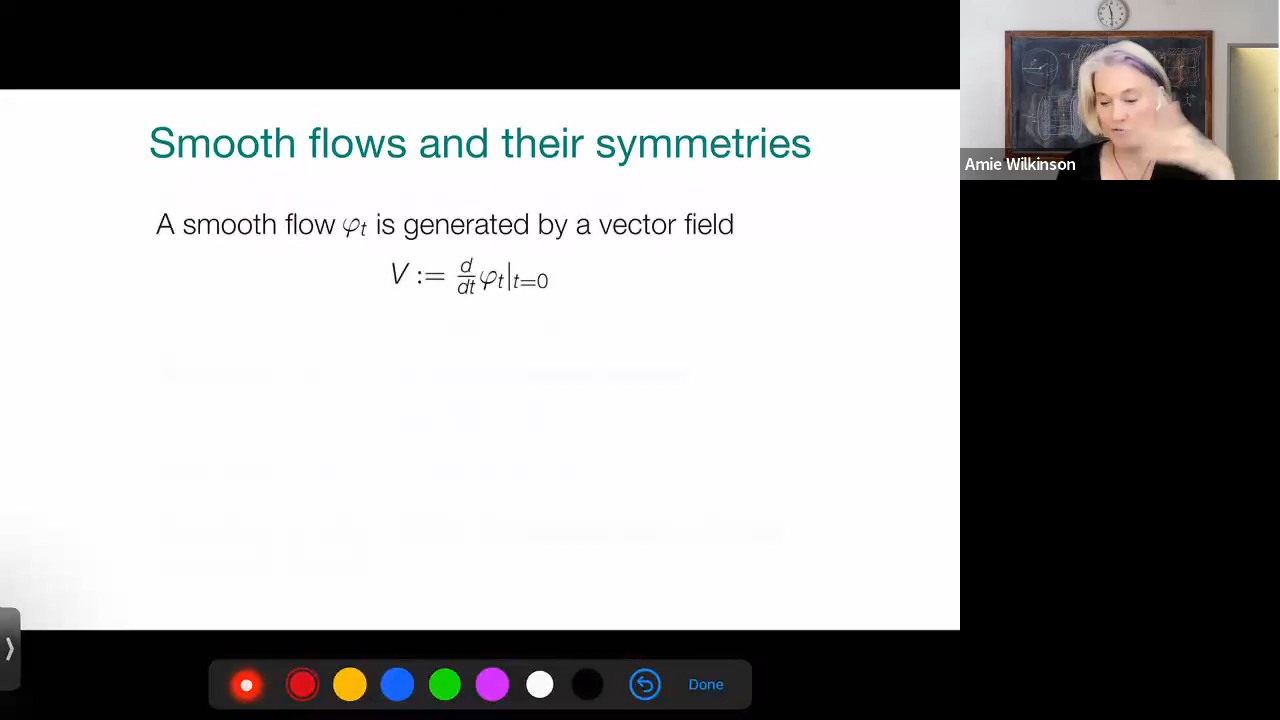 Smooth flows and their symmetries
A smooth flow φt is generated by a vector field
V := d/dt φt|t=0
Amie Wilkinson
Done